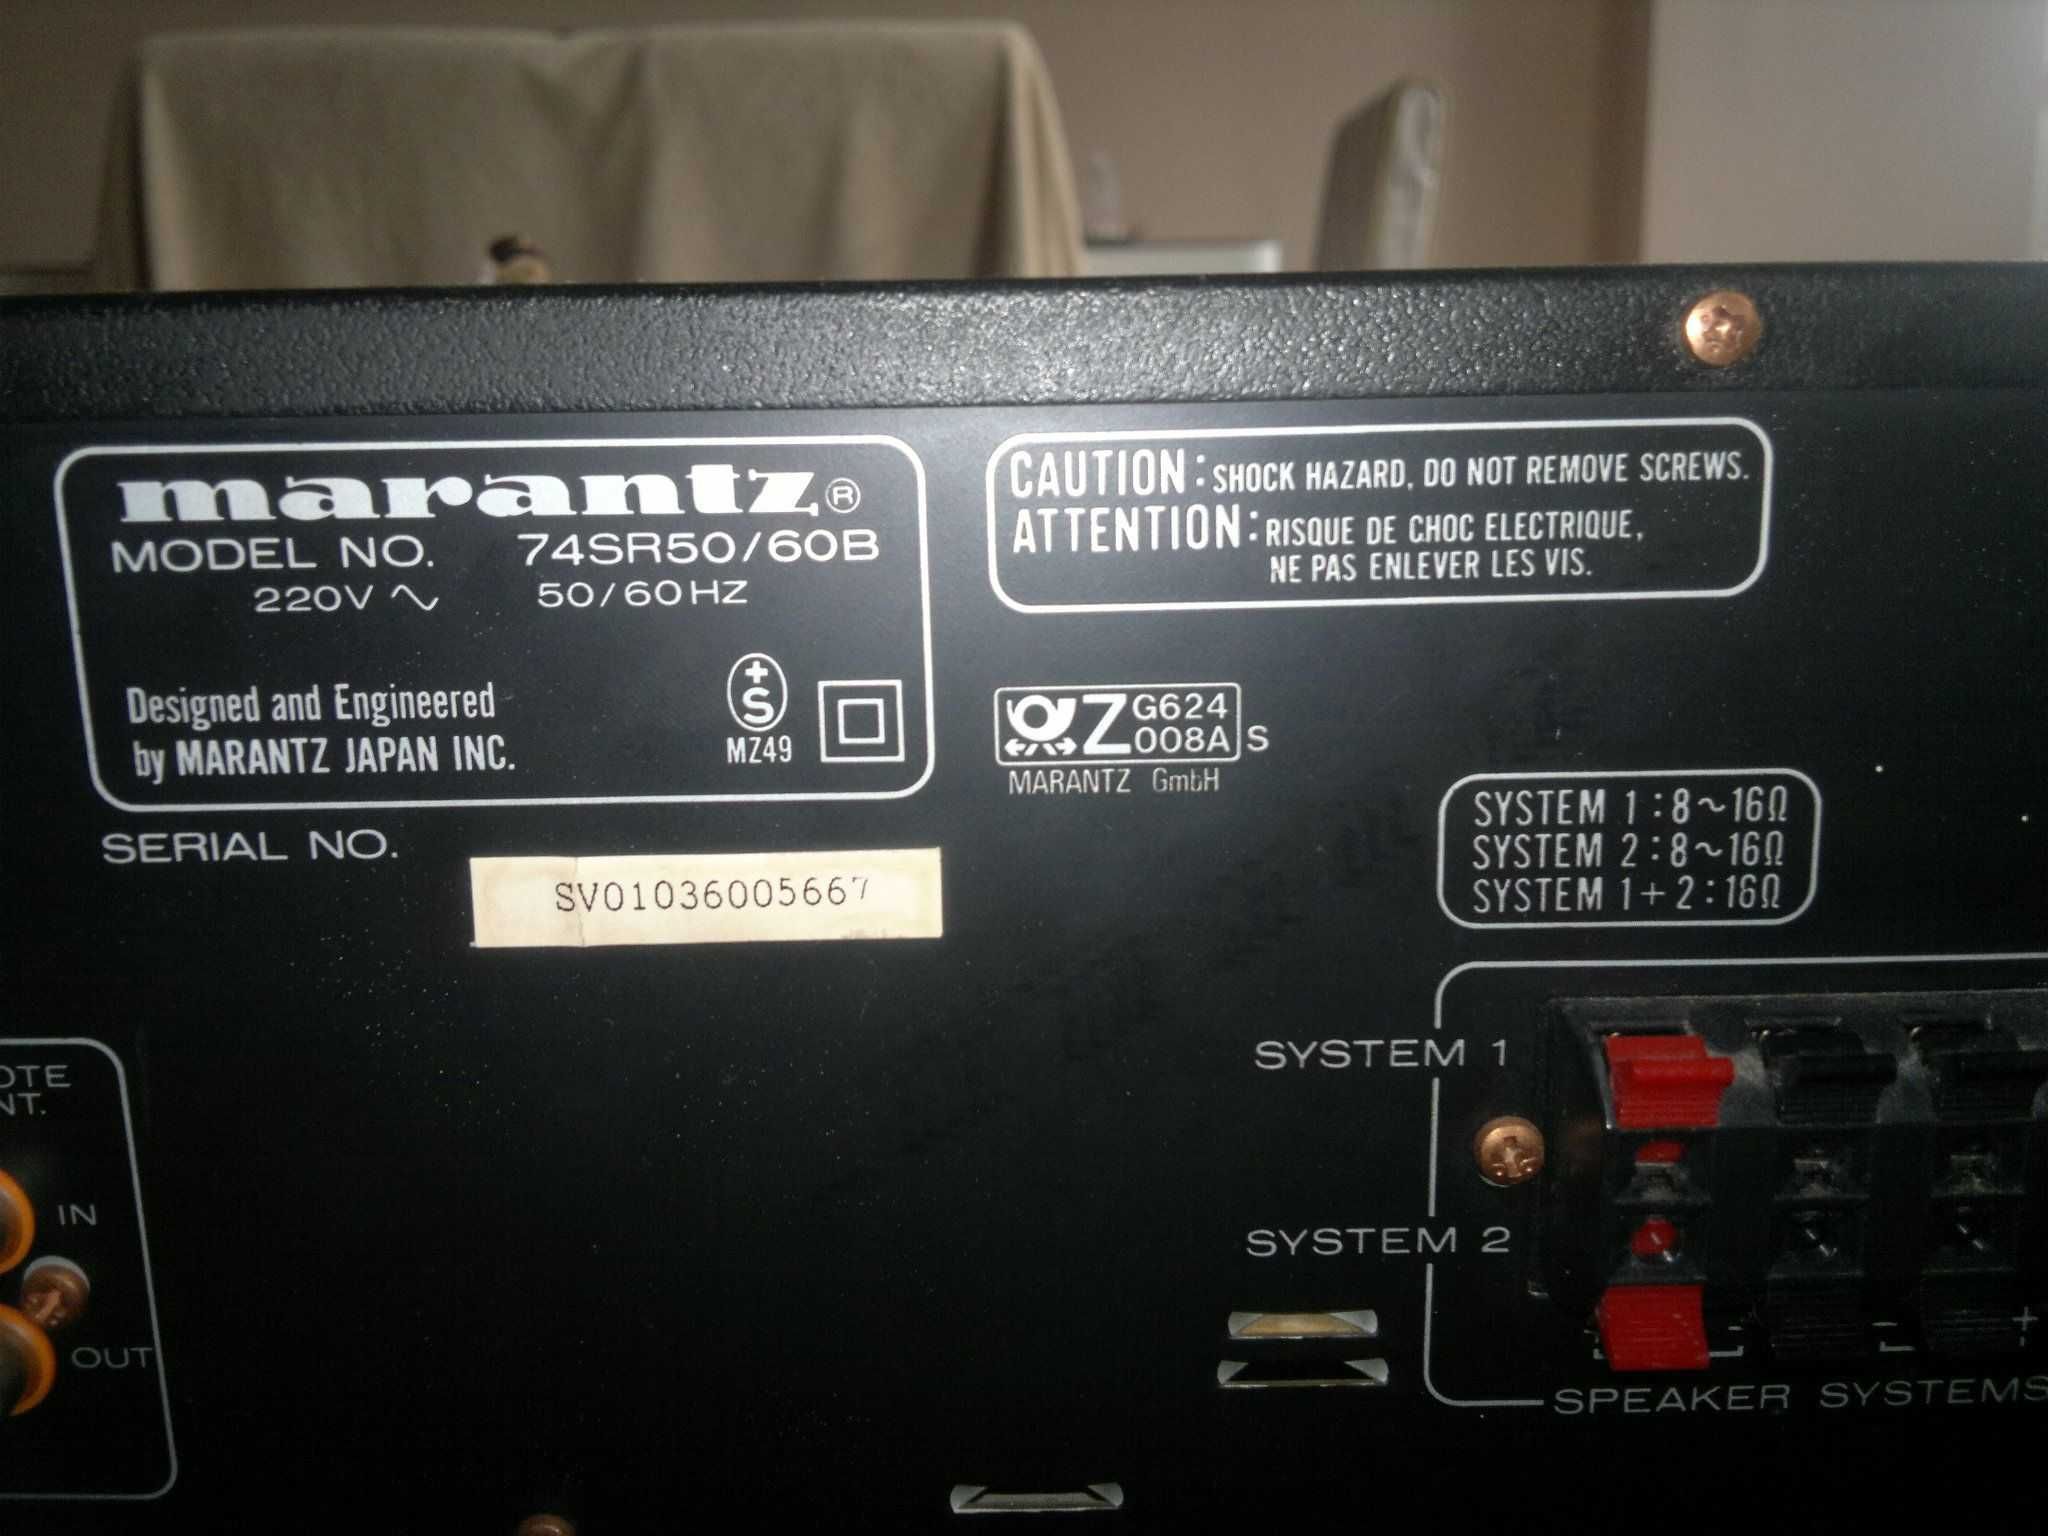 marantz®
MODEL NO. 74SR50/60B
220V ∿ 50/60HZ
Designed and Engineered
by MARANTZ JAPAN INC.
+
S
MZ49
CAUTION: SHOCK HAZARD, DO NOT REMOVE SCREWS.
ATTENTION: RISQUE DE CHOC ELECTRIQUE,
NE PAS ENLEVER LES VIS.
Z G624
008A S
MARANTZ GmbH
SERIAL NO.
SV01036005667
SYSTEM 1:8~16Ω
SYSTEM 2:8~16Ω
SYSTEM 1+2:16Ω
OTE
NT.
IN
OUT
SYSTEM 1
SYSTEM 2
- - +
SPEAKER SYSTEMS